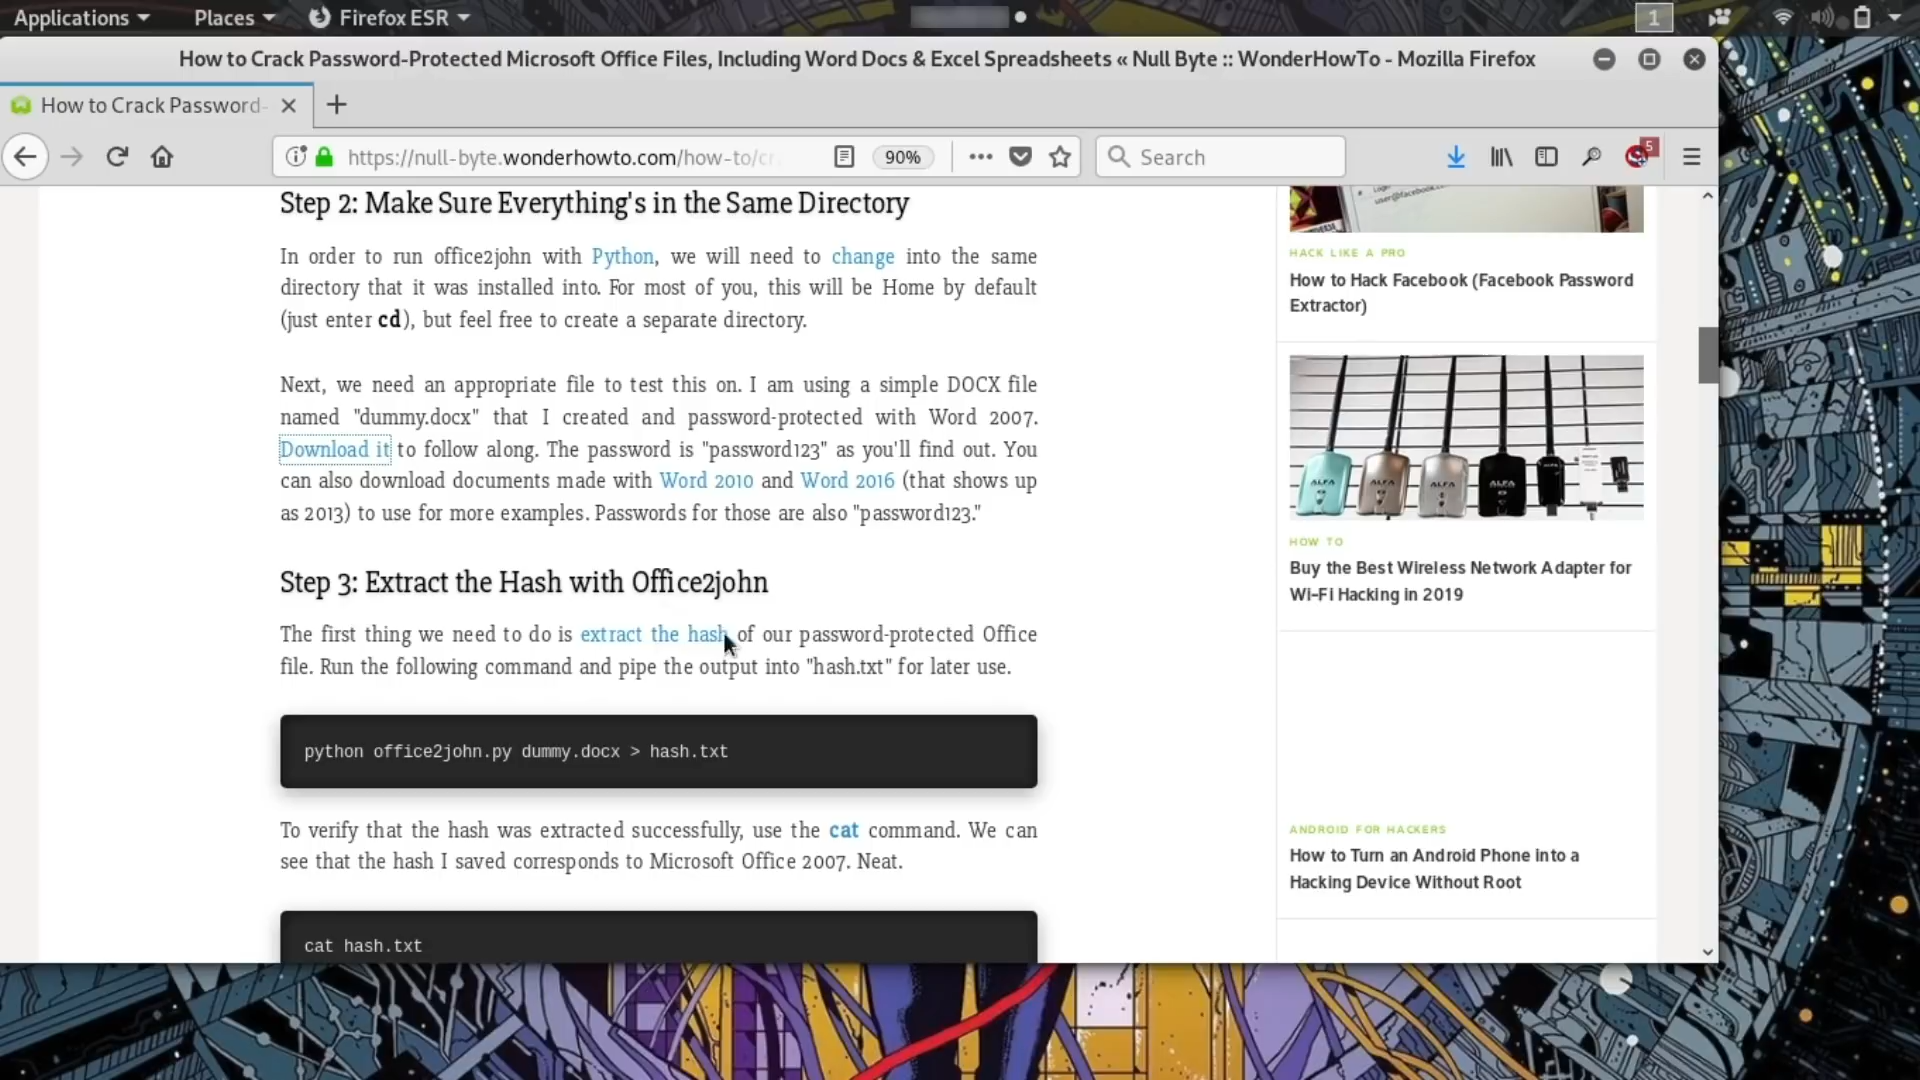 Applications Places Firefox ESR 1
How to Crack Password-Protected Microsoft Office Files, Including Word Docs & Excel Spreadsheets « Null Byte :: WonderHowTo - Mozilla Firefox
How to Crack Password-
https://null-byte.wonderhowto.com/how-to/cr 90% Search 5
Step 2: Make Sure Everything's in the Same Directory
In order to run office2john with Python, we will need to change into the same
directory that it was installed into. For most of you, this will be Home by default
(just enter cd), but feel free to create a separate directory.
Next, we need an appropriate file to test this on. I am using a simple DOCX file
named "dummy.docx" that I created and password-protected with Word 2007.
Download it to follow along. The password is "password123" as you'll find out. You
can also download documents made with Word 2010 and Word 2016 (that shows up
as 2013) to use for more examples. Passwords for those are also "password123."
Step 3: Extract the Hash with Office2john
The first thing we need to do is extract the hash of our password-protected Office
file. Run the following command and pipe the output into "hash.txt" for later use.
python office2john.py dummy.docx > hash.txt
To verify that the hash was extracted successfully, use the cat command. We can
see that the hash I saved corresponds to Microsoft Office 2007. Neat.
cat hash.txt
HACK LIKE A PRO
How to Hack Facebook (Facebook Password
Extractor)
ALFA ALFA ALFA ALFA
HOW TO
Buy the Best Wireless Network Adapter for
Wi-Fi Hacking in 2019
ANDROID FOR HACKERS
How to Turn an Android Phone into a
Hacking Device Without Root